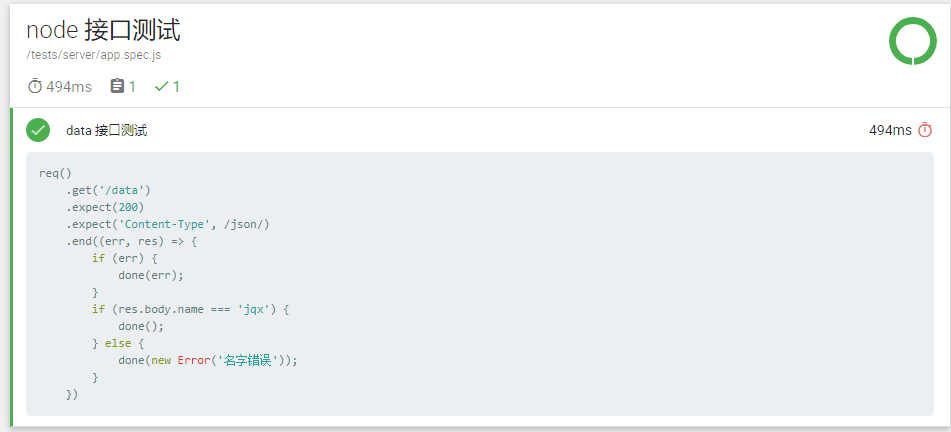 node 接口测试
/tests/server/app.spec.js
494ms 1 1
data 接口测试 494ms
req()
    .get('/data')
    .expect(200)
    .expect('Content-Type', /json/)
    .end((err, res) => {
        if (err) {
            done(err);
        }
        if (res.body.name === 'jqx') {
            done();
        } else {
            done(new Error('名字错误'));
        }
    })